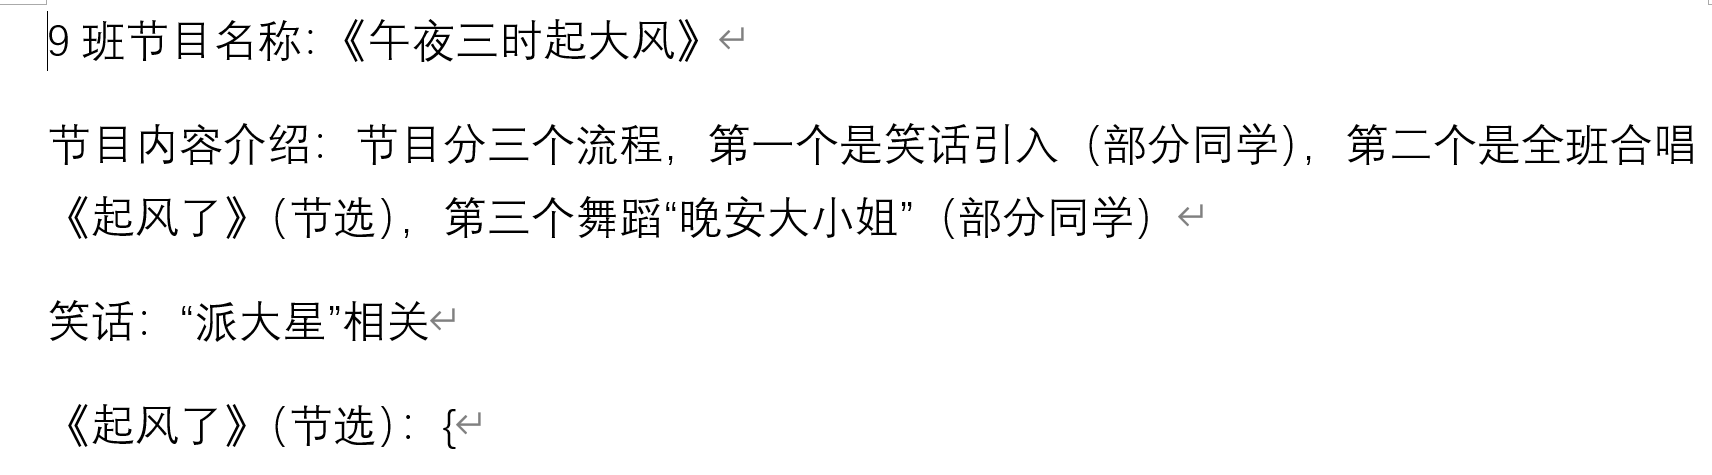 9班节目名称：《午夜三时起大风》
节目内容介绍：节目分三个流程，第一个是笑话引入（部分同学），第二个是全班合唱
《起风了》（节选），第三个舞蹈“晚安大小姐”（部分同学）
笑话：“派大星”相关
《起风了》（节选）：{